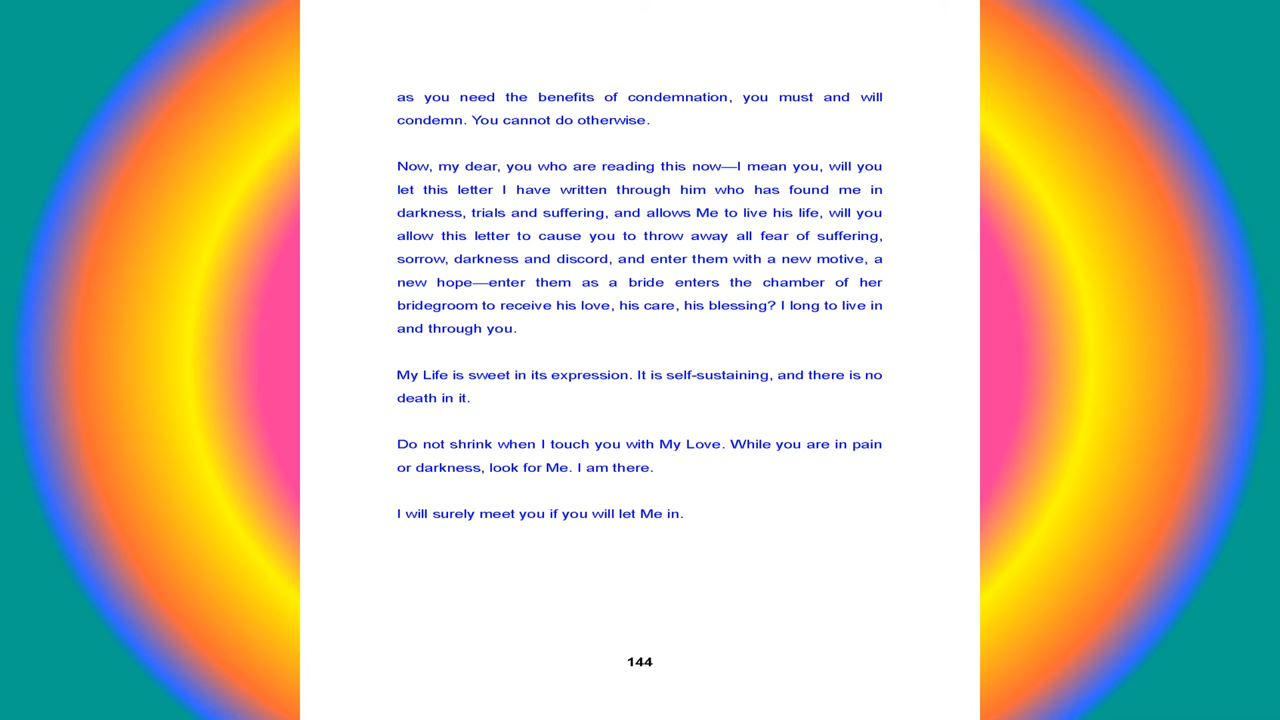 as you need the benefits of condemnation, you must and will
condemn. You cannot do otherwise.
Now, my dear, you who are reading this now—I mean you, will you
let this letter I have written through him who has found me in
darkness, trials and suffering, and allows Me to live his life, will you
allow this letter to cause you to throw away all fear of suffering,
sorrow, darkness and discord, and enter them with a new motive, a
new hope—enter them as a bride enters the chamber of her
bridegroom to receive his love, his care, his blessing? I long to live in
and through you.
My Life is sweet in its expression. It is self-sustaining, and there is no
death in it.
Do not shrink when I touch you with My Love. While you are in pain
or darkness, look for Me. I am there.
I will surely meet you if you will let Me in.
144